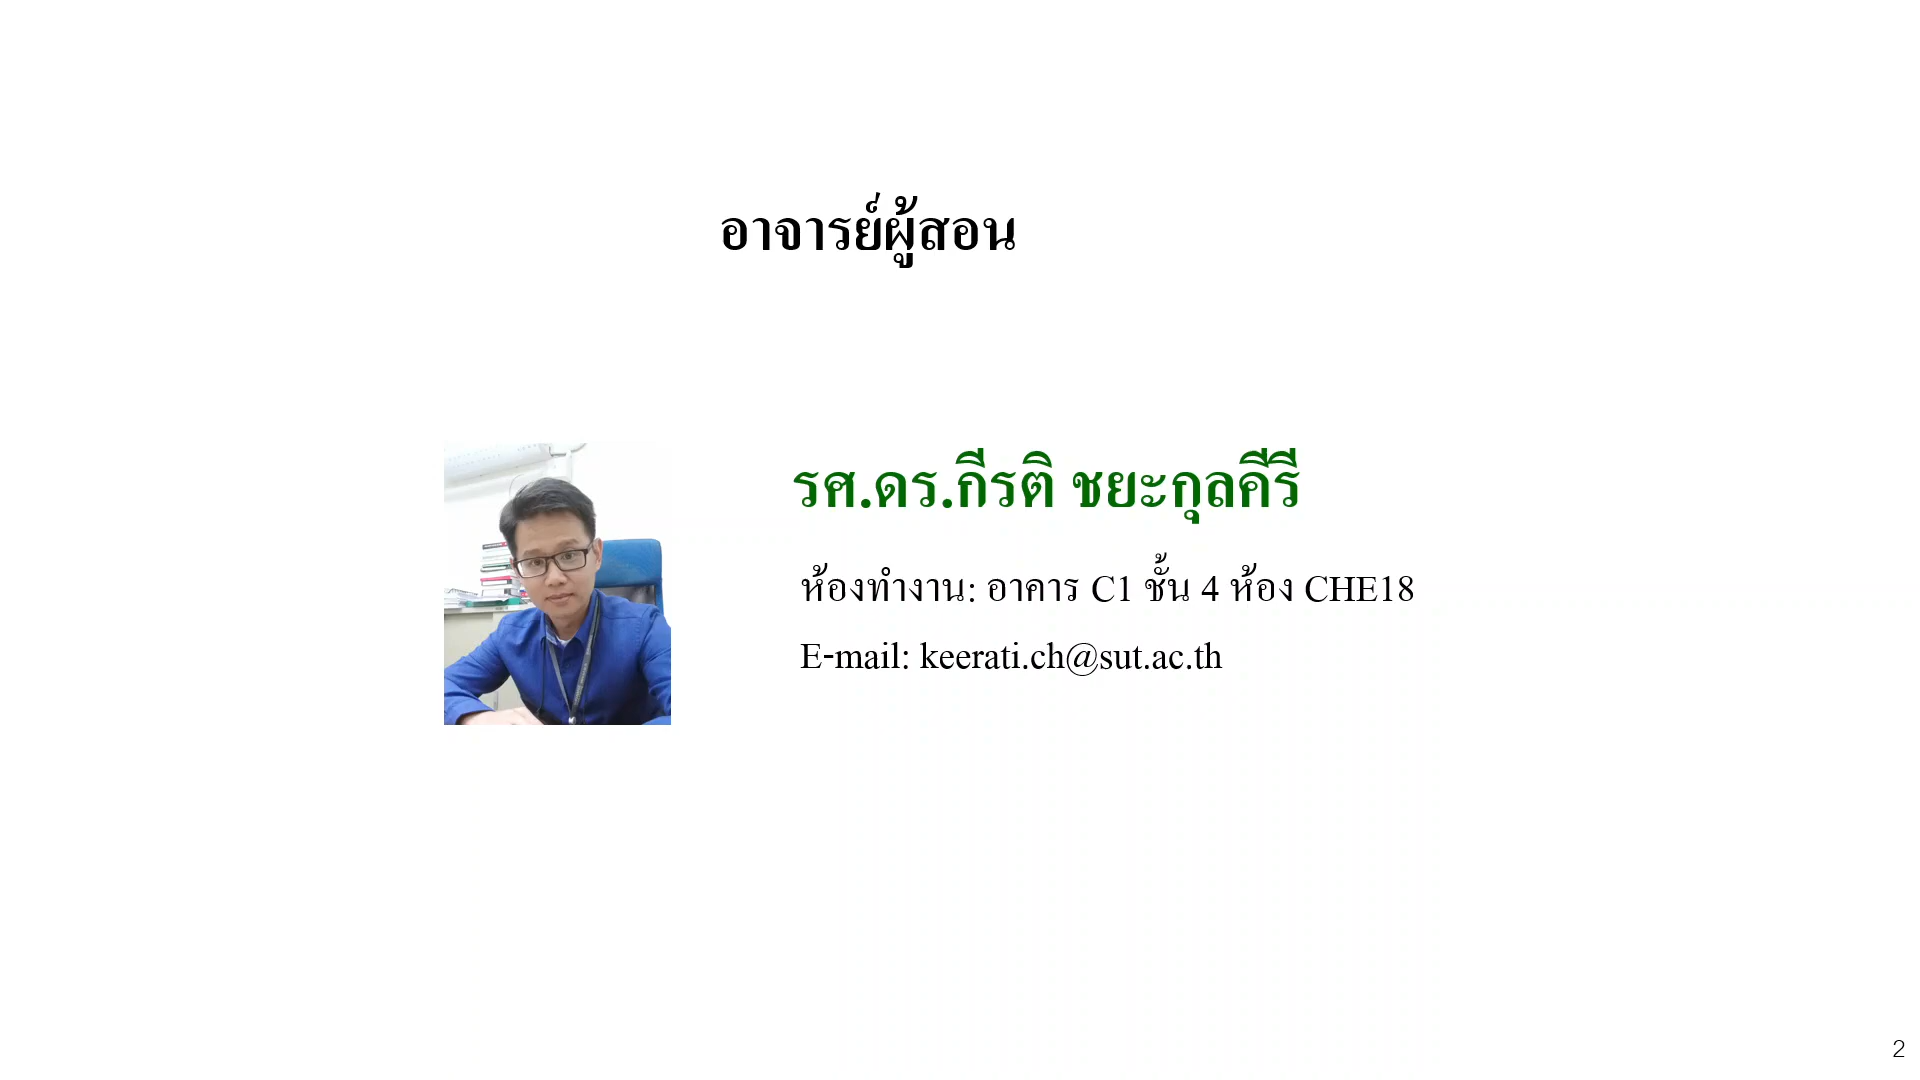 อาจารย์ผู้สอน
รศ.ดร.กีรติ ชยะกุลคีรี
ห้องทำงาน: อาคาร C1 ชั้น 4 ห้อง CHE18
E-mail: keerati.ch@sut.ac.th
2